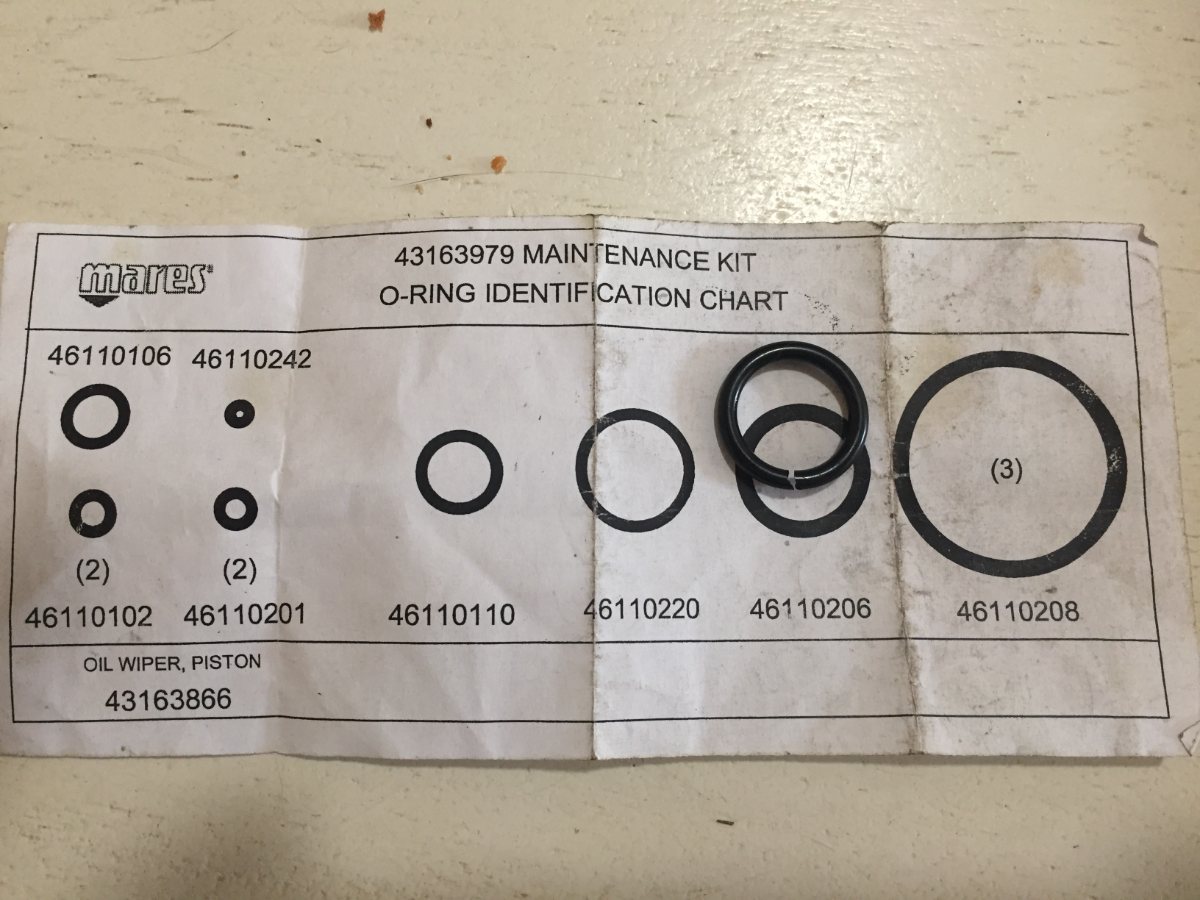 mares®
43163979 MAINTENANCE KIT
O-RING IDENTIFICATION CHART
46110106 46110242
(2) (2)
46110102 46110201 46110110 46110220 46110206 46110208
(3)
OIL WIPER, PISTON
43163866